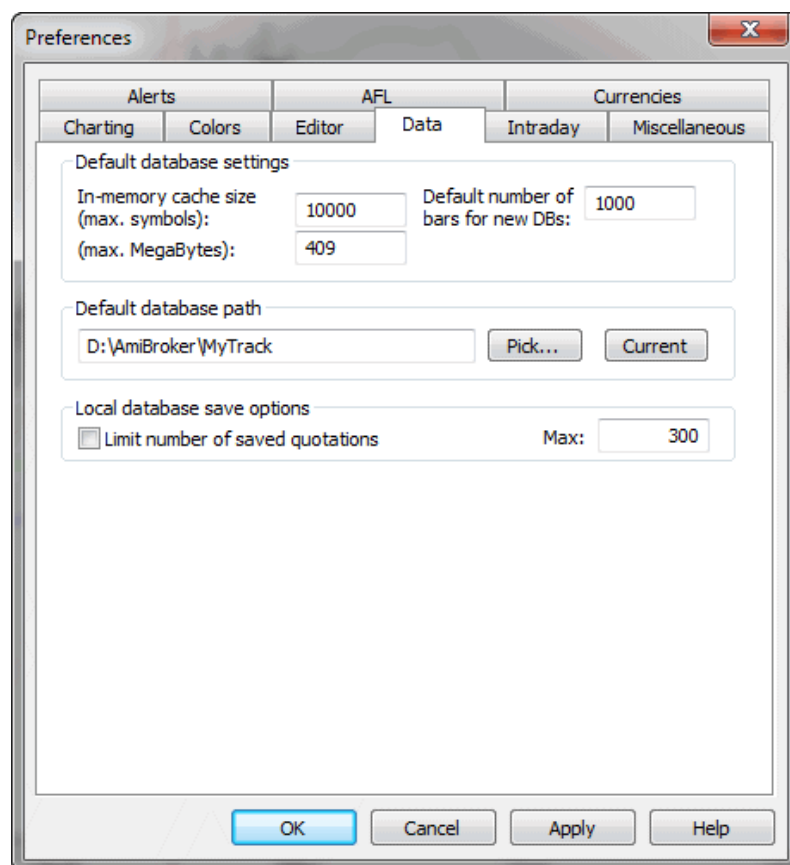 Preferences
Alerts AFL Currencies
Charting Colors Editor Data Intraday Miscellaneous
Default database settings
In-memory cache size
(max. symbols): 10000
Default number of
bars for new DBs: 1000
(max. MegaBytes): 409
Default database path
D:\AmiBroker\MyTrack Pick... Current
Local database save options
Limit number of saved quotations Max: 300
OK Cancel Apply Help